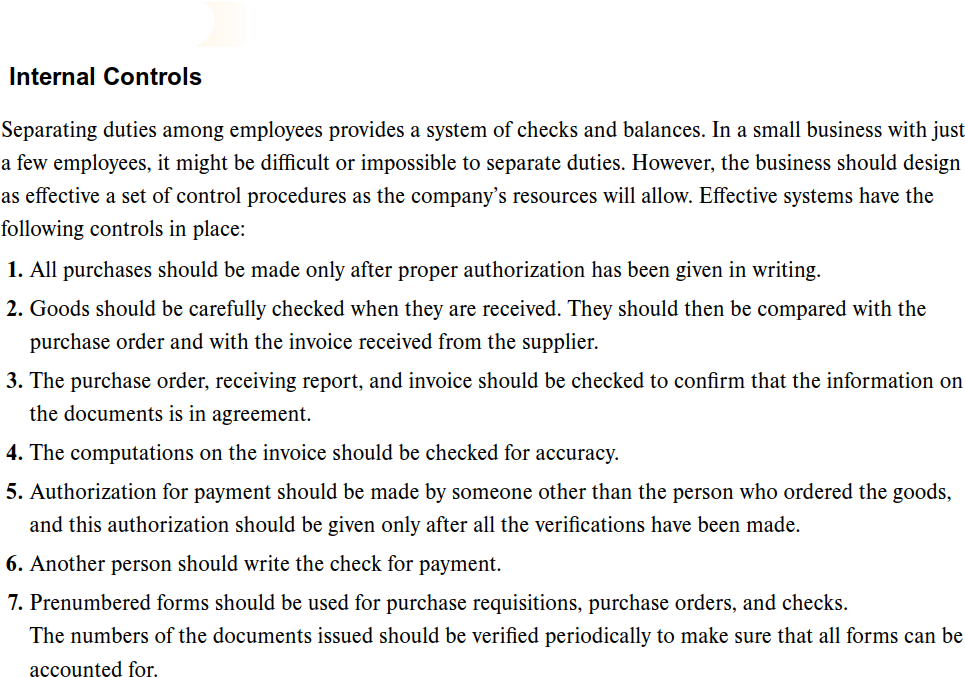 Internal Controls
Separating duties among employees provides a system of checks and balances. In a small business with just
a few employees, it might be difficult or impossible to separate duties. However, the business should design
as effective a set of control procedures as the company’s resources will allow. Effective systems have the
following controls in place:
1. All purchases should be made only after proper authorization has been given in writing.
2. Goods should be carefully checked when they are received. They should then be compared with the
purchase order and with the invoice received from the supplier.
3. The purchase order, receiving report, and invoice should be checked to confirm that the information on
the documents is in agreement.
4. The computations on the invoice should be checked for accuracy.
5. Authorization for payment should be made by someone other than the person who ordered the goods,
and this authorization should be given only after all the verifications have been made.
6. Another person should write the check for payment.
7. Prenumbered forms should be used for purchase requisitions, purchase orders, and checks.
The numbers of the documents issued should be verified periodically to make sure that all forms can be
accounted for.